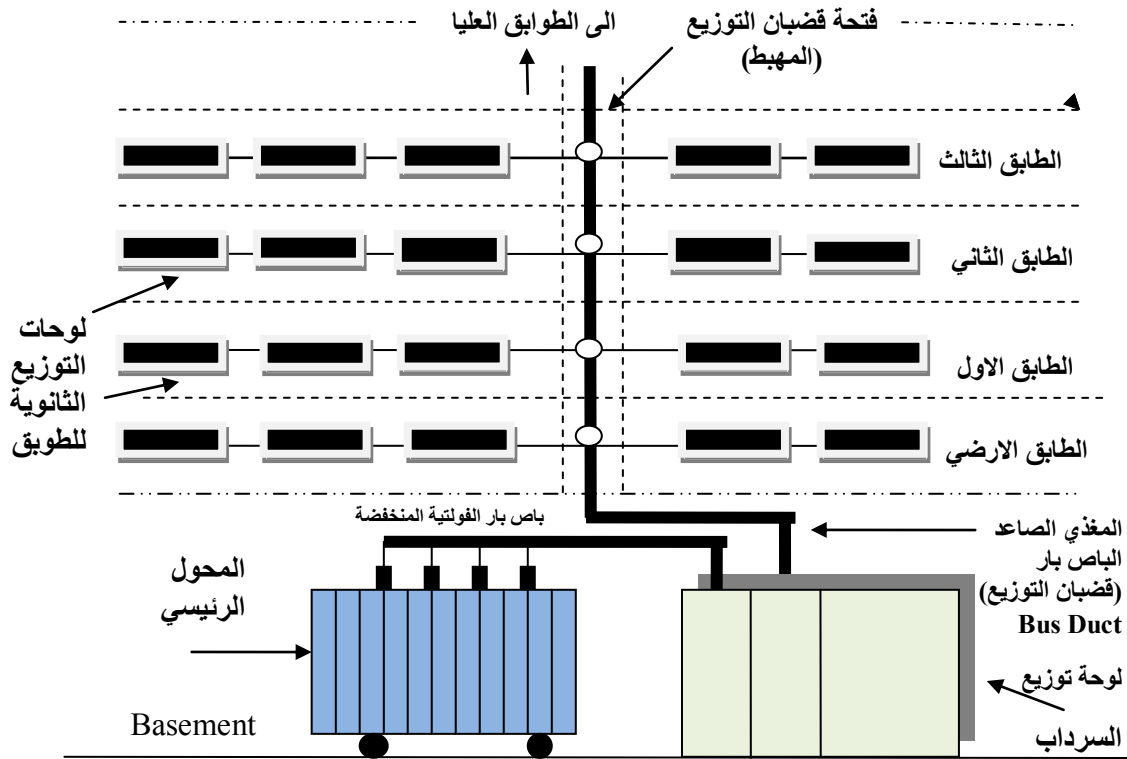 الى الطوابق العليا
فتحة قضبان التوزيع
(المهبط)
الطابق الثالث
الطابق الثاني
لوحات
التوزيع
الثانوية
للطوبق
الطابق الاول
الطابق الارضي
باص بار الفولتية المنخفضة
المغذي الصاعد
الباص بار
(قضبان التوزيع)
Bus Duct
المحول
الرئيسي
لوحة توزيع
السرداب
Basement